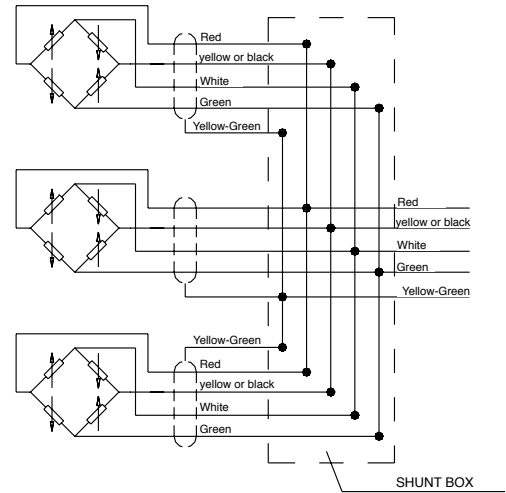 Red
yellow or black
White
Green
Yellow-Green
Red
yellow or black
White
Green
Yellow-Green
Yellow-Green
Red
yellow or black
White
Green
SHUNT BOX